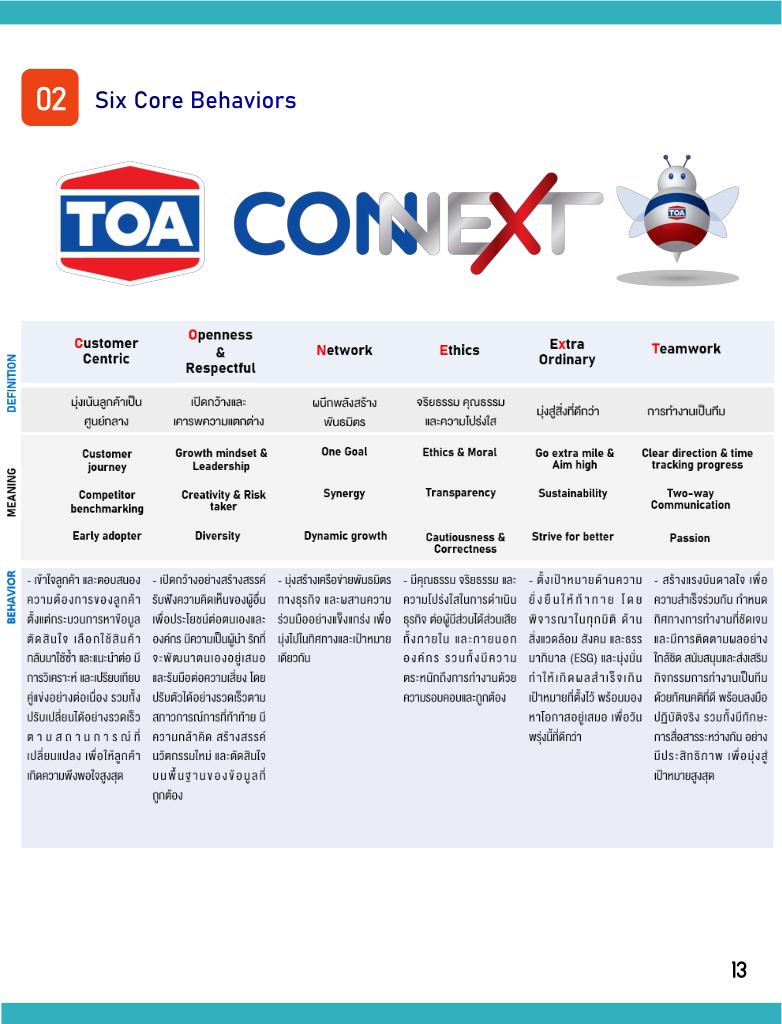 02
Six Core Behaviors
TOA
CONNEXT
TOA
DEFINITION
Customer
Centric
Openness
&
Respectful
Network
Ethics
Extra
Ordinary
Teamwork
มุ่งเน้นลูกค้าเป็น
ศูนย์กลาง
เปิดกว้างและ
เคารพความแตกต่าง
ผนึกพลังสร้าง
พันธมิตร
จริยธรรม คุณธรรม
และความโปร่งใส
มุ่งสู่สิ่งที่ดีกว่า
การทำงานเป็นทีม
MEANING
Customer
journey
Growth mindset &
Leadership
One Goal
Ethics & Moral
Go extra mile &
Aim high
Clear direction & time
tracking progress
Competitor
benchmarking
Creativity & Risk
taker
Synergy
Transparency
Sustainability
Two-way
Communication
Early adopter
Diversity
Dynamic growth
Cautiousness &
Correctness
Strive for better
Passion
BEHAVIOR
- เข้าใจลูกค้า และตอบสนอง
ความต้องการของลูกค้า
ตั้งแต่กระบวนการหาข้อมูล
ตัดสินใจ เลือกใช้สินค้า
กลับมาใช้ซ้ำ และแนะนำต่อ มี
การวิเคราะห์ และเปรียบเทียบ
คู่แข่งอย่างต่อเนื่อง รวมทั้ง
ปรับเปลี่ยนได้อย่างรวดเร็ว
ตามสถานการณ์ที่
เปลี่ยนแปลง เพื่อให้ลูกค้า
เกิดความพึงพอใจสูงสุด
- เปิดกว้างอย่างสร้างสรรค์
รับฟังความคิดเห็นของผู้อื่น
เพื่อประโยชน์ต่อตนเองและ
องค์กร มีความเป็นผู้นำ รักที่
จะพัฒนาตนเองอยู่เสมอ
และรับมือต่อความเสี่ยง โดย
ปรับตัวได้อย่างรวดเร็วตาม
สภาวการณ์การที่ท้าทาย มี
ความกล้าคิด สร้างสรรค์
นวัตกรรมใหม่ และตัดสินใจ
บนพื้นฐานของข้อมูลที่
ถูกต้อง
- มุ่งสร้างเครือข่ายพันธมิตร
ทางธุรกิจ และผสานความ
ร่วมมืออย่างแข็งแกร่ง เพื่อ
มุ่งไปในทิศทางและเป้าหมาย
เดียวกัน
- มีคุณธรรม จริยธรรม และ
ความโปร่งใสในการดำเนิน
ธุรกิจ ต่อผู้มีส่วนได้ส่วนเสีย
ทั้งภายใน และภายนอก
องค์กร รวมทั้งมีความ
ตระหนักถึงการทำงานด้วย
ความรอบคอบและถูกต้อง
- ตั้งเป้าหมายด้านความ
ยั่งยืนให้ท้าทาย โดย
พิจารณาในทุกมิติ ด้าน
สิ่งแวดล้อม สังคม และธรร
มาภิบาล (ESG) และมุ่งมั่น
ทำให้เกิดผลสำเร็จเกิน
เป้าหมายที่ตั้งไว้ พร้อมมอง
หาโอกาสอยู่เสมอ เพื่อวัน
พรุ่งนี้ที่ดีกว่า
- สร้างแรงบันดาลใจ เพื่อ
ความสำเร็จร่วมกัน กำหนด
ทิศทางการทำงานที่ชัดเจน
และมีการติดตามผลอย่าง
ใกล้ชิด สนับสนุนและส่งเสริม
กิจกรรมการทำงานเป็นทีม
ด้วยทัศนคติที่ดี พร้อมลงมือ
ปฏิบัติจริง รวมทั้งมีทักษะ
การสื่อสารระหว่างกัน อย่าง
มีประสิทธิภาพ เพื่อมุ่งสู่
เป้าหมายสูงสุด
13